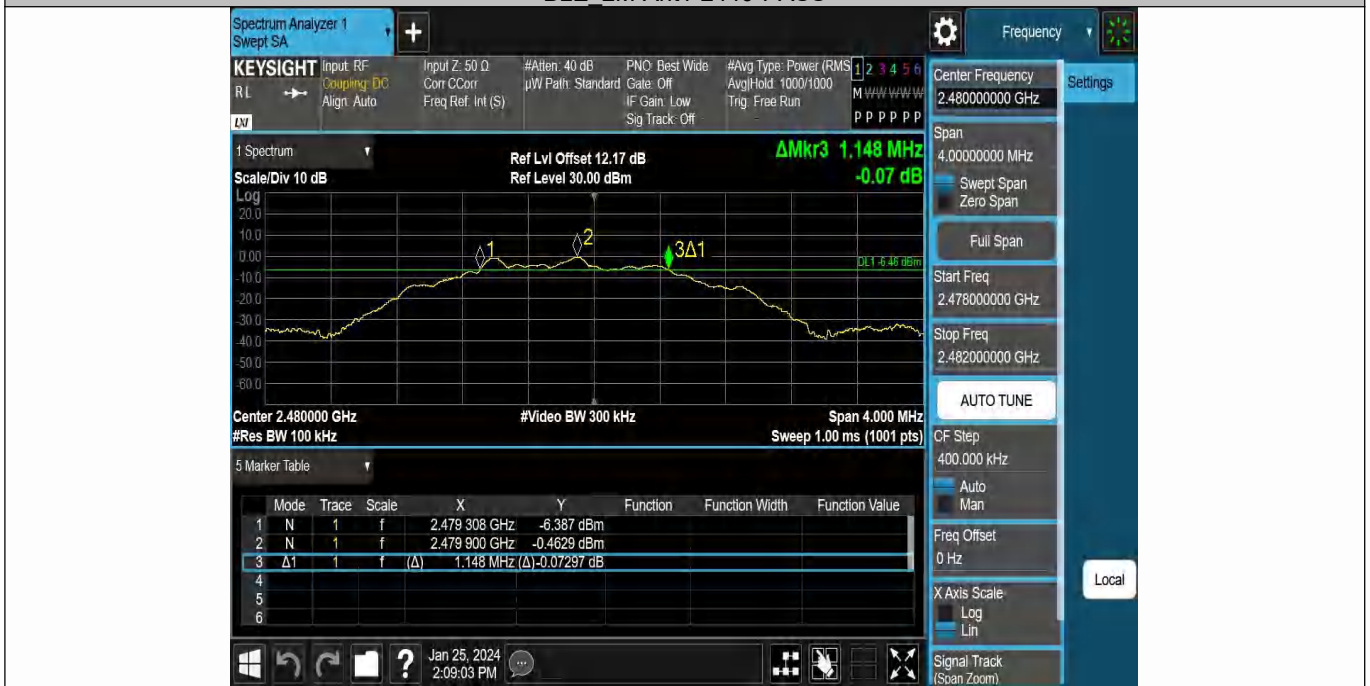 Spectrum Analyzer 1
Swept SA
+
Frequency
KEYSIGHT
RL
LXI
Input: RF
Coupling: DC
Align: Auto
Input Z: 50 Ω
Corr CCorr
Freq Ref: Int (S)
#Atten: 40 dB
µW Path: Standard
PNO: Best Wide
Gate: Off
IF Gain: Low
Sig Track: Off
#Avg Type: Power (RMS
Avg|Hold: 1000/1000
Trig: Free Run
1 2 3 4 5 6
M W W W W W
P P P P P P
1 Spectrum
Scale/Div 10 dB
Ref Lvl Offset 12.17 dB
Ref Level 30.00 dBm
ΔMkr3 1.148 MHz
-0.07 dB
Log
20.0
10.0
0.00
-10.0
-20.0
-30.0
-40.0
-50.0
-60.0
1
2
3Δ1
DL1 -6.46 dBm
Center 2.480000 GHz
#Video BW 300 kHz
Span 4.000 MHz
#Res BW 100 kHz
Sweep 1.00 ms (1001 pts)
5 Marker Table
Mode Trace Scale X Y Function Function Width Function Value
1 N 1 f 2.479 308 GHz -6.387 dBm
2 N 1 f 2.479 900 GHz -0.4629 dBm
3 Δ1 1 f (Δ) 1.148 MHz (Δ) -0.07297 dB
4
5
6
?
Jan 25, 2024
2:09:03 PM
Center Frequency
2.480000000 GHz
Settings
Span
4.00000000 MHz
Swept Span
Zero Span
Full Span
Start Freq
2.478000000 GHz
Stop Freq
2.482000000 GHz
AUTO TUNE
CF Step
400.000 kHz
Auto
Man
Freq Offset
0 Hz
Local
X Axis Scale
Log
Lin
Signal Track
(Span Zoom)